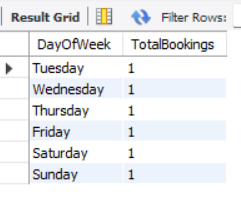 Result Grid Filter Rows:
DayOfWeek TotalBookings
Tuesday 1
Wednesday 1
Thursday 1
Friday 1
Saturday 1
Sunday 1